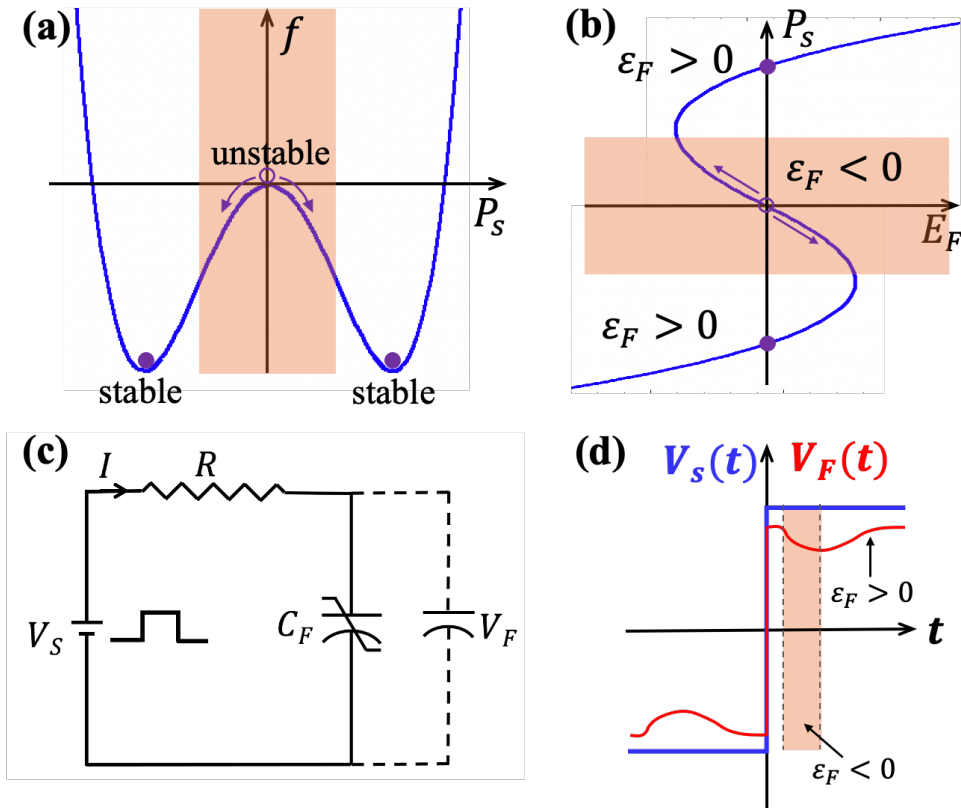 (a)
f
unstable
P_s
stable
stable
(b)
P_s
ε_F > 0
ε_F < 0
E_F
ε_F > 0
(c)
I
R
V_S
C_F
V_F
(d)
V_s(t)
V_F(t)
ε_F > 0
t
ε_F < 0